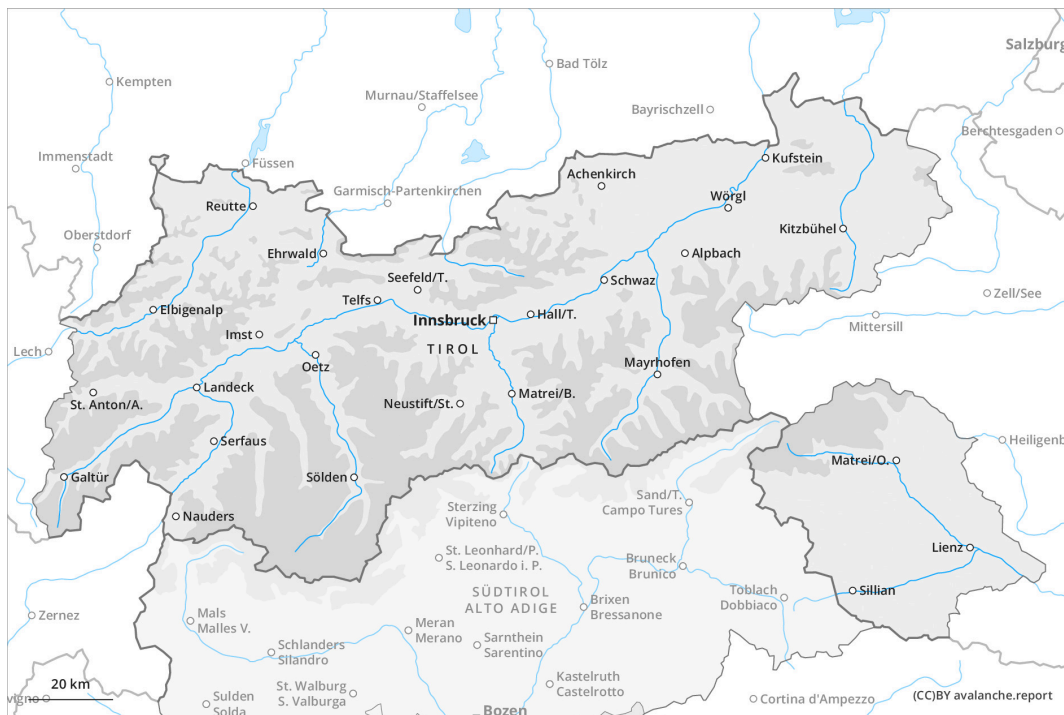 Salzburg
Kempten
Bad Tölz
Murnau/Staffelsee
Bayrischzell
Berchtesgaden
Immenstadt
Füssen
Kufstein
Garmisch-Partenkirchen
Achenkirch
Reutte
Wörgl
Oberstdorf
Kitzbühel
Ehrwald
Alpbach
Seefeld/T.
Schwaz
Zell/See
Telfs
Elbigenalp
Innsbruck
Hall/T.
Mittersill
Imst
TIROL
Lech
Oetz
Mayrhofen
Landeck
St. Anton/A.
Neustift/St.
Matrei/B.
Serfaus
Heiligenb
Matrei/O.
Galtür
Sölden
Sand/T.
Campo Tures
Sterzing
Vipiteno
Nauders
Lienz
St. Leonhard/P.
S. Leonardo i. P.
Bruneck
Brunico
SÜDTIROL
ALTO ADIGE
Sillian
Toblach
Dobbiaco
Brixen
Bressanone
Zernez
Mals
Malles V.
Meran
Merano
Sarnthein
Sarentino
Schlanders
Silandro
20 km
St. Walburg
S. Valburga
Kastelruth
Castelrotto
vigno
Sulden
Solda
Cortina d'Ampezzo
(CC)BY avalanche.report
Bozen